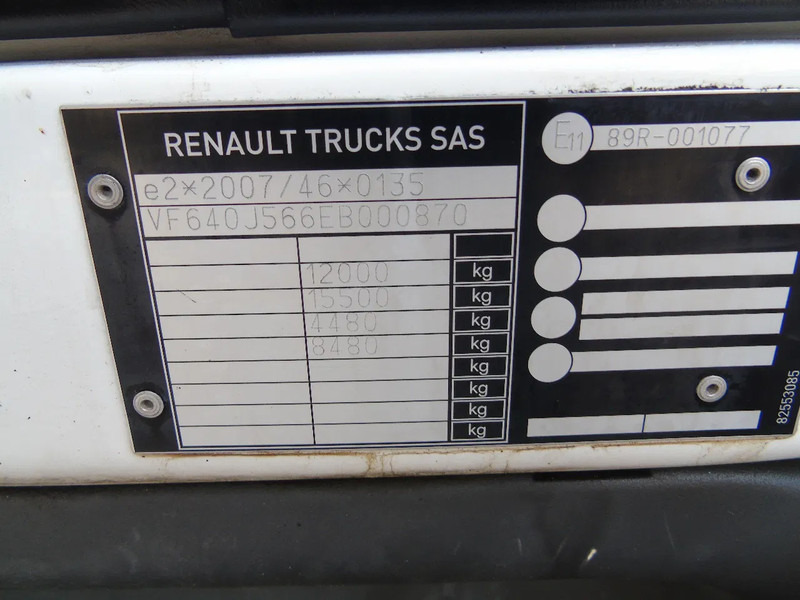 RENAULT TRUCKS SAS
e2*2007/46*0135
VF640J566EB000870
12000 kg
15500 kg
4480 kg
8480 kg
kg
kg
kg
kg
E11 89R-001077
82553085